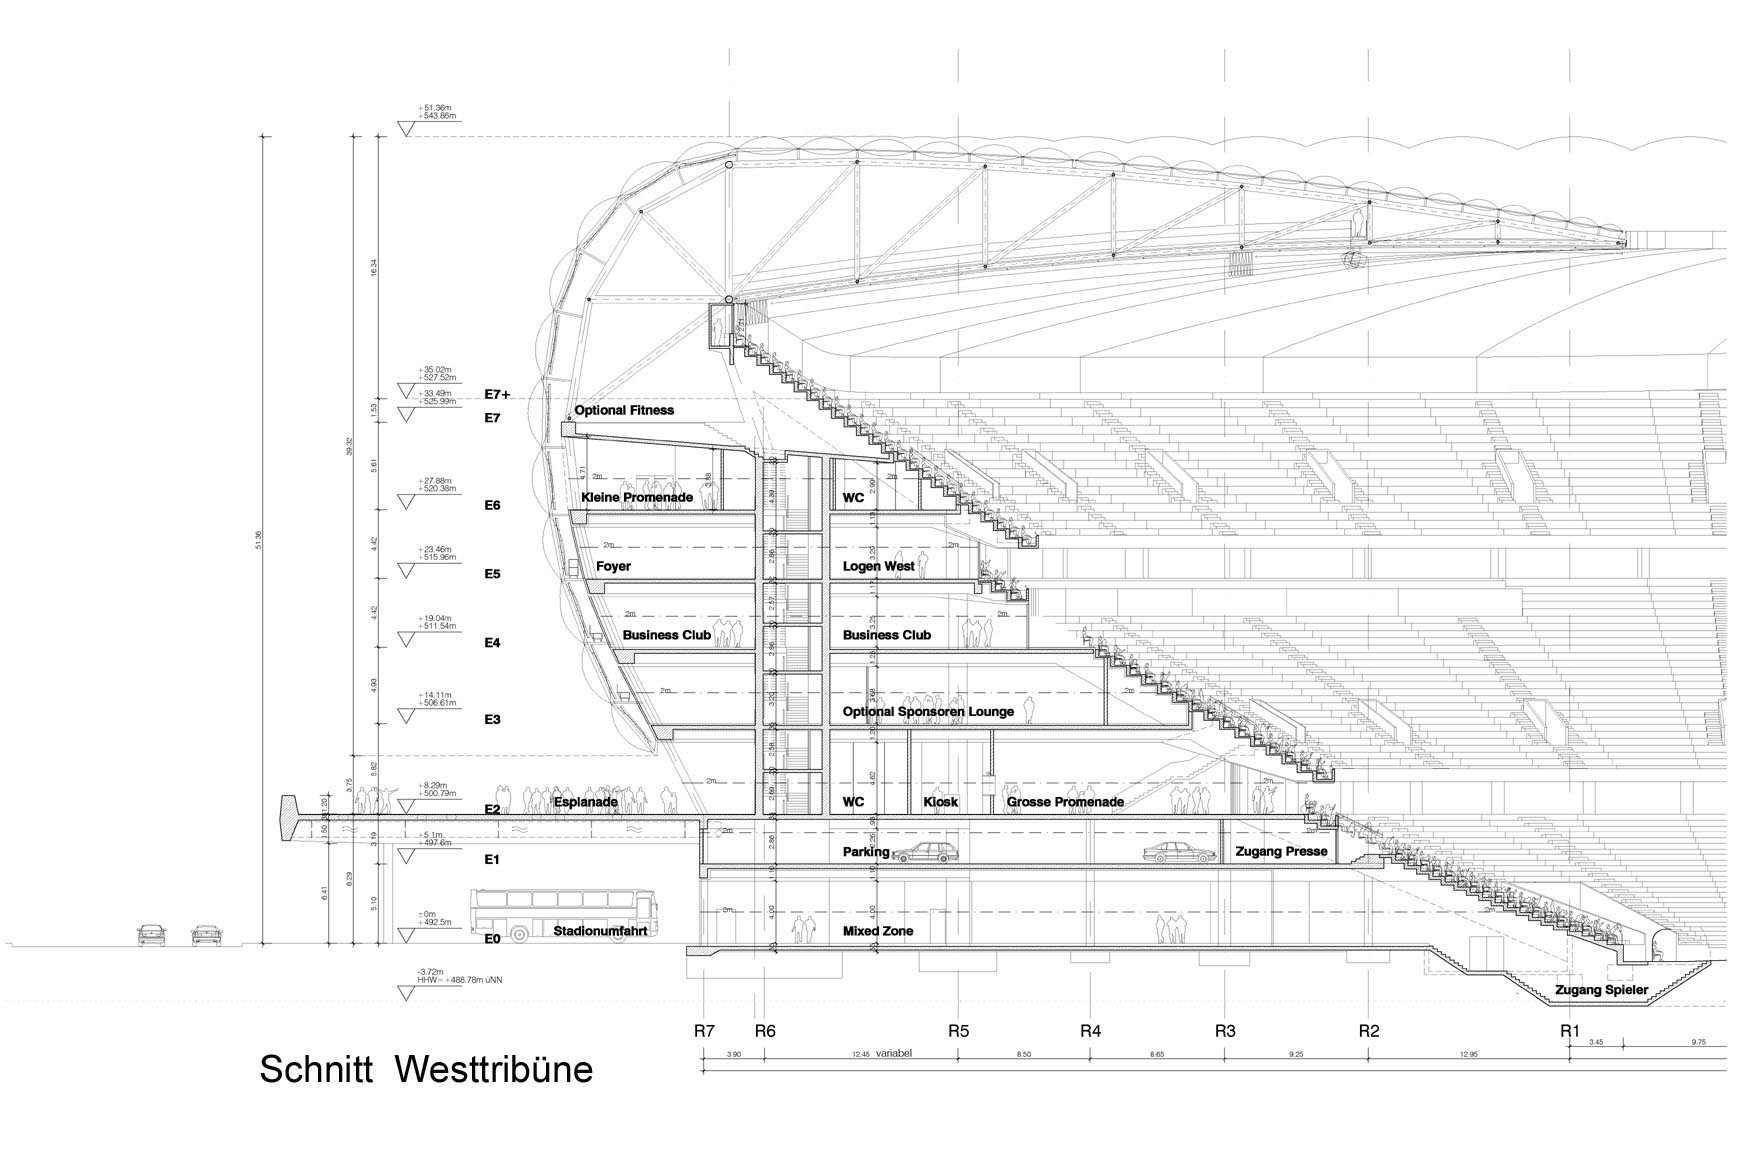 +51.36m
+543.86m
+35.02m
+527.52m
E7+
+33.49m
+525.99m
E7
Optional Fitness
+27.88m
+520.38m
E6
Kleine Promenade
WC
+23.46m
+515.96m
E5
Foyer
Logen West
+19.04m
+511.54m
E4
Business Club
Business Club
+14.11m
+506.61m
E3
Optional Sponsoren Lounge
+8.29m
+500.79m
E2
Esplanade
WC
Kiosk
Grosse Promenade
+5.1m
+497.6m
E1
Parking
Zugang Presse
±0m
+492.5m
E0
Stadionumfahrt
Mixed Zone
-3.72m
HHW= +488.78m üNN
Zugang Spieler
51.36
39.32
16.34
1.53
5.61
4.42
4.42
4.93
5.82
3.75
8.29
3.19
5.10
6.41
R7
R6
R5
R4
R3
R2
R1
3.90
12.45
variabel
8.50
8.65
9.25
12.95
3.45
9.75
Schnitt Westtribüne